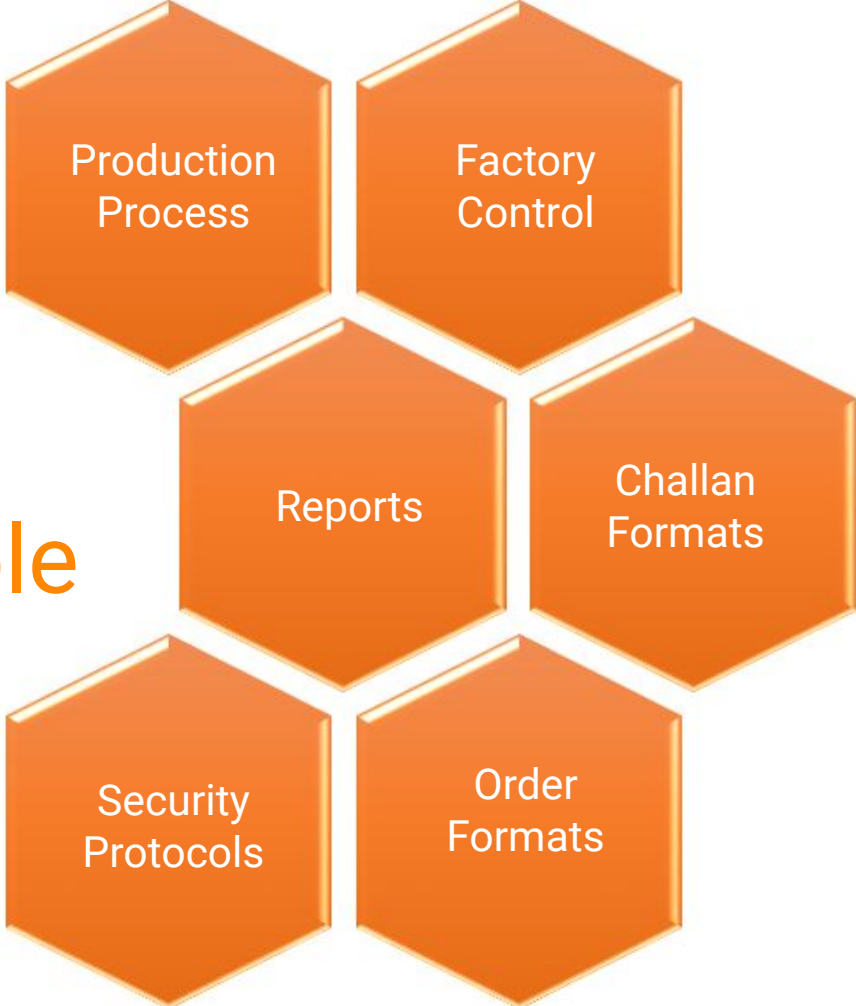 Production
Process
Factory
Control
Reports
Challan
Formats
Security
Protocols
Order
Formats